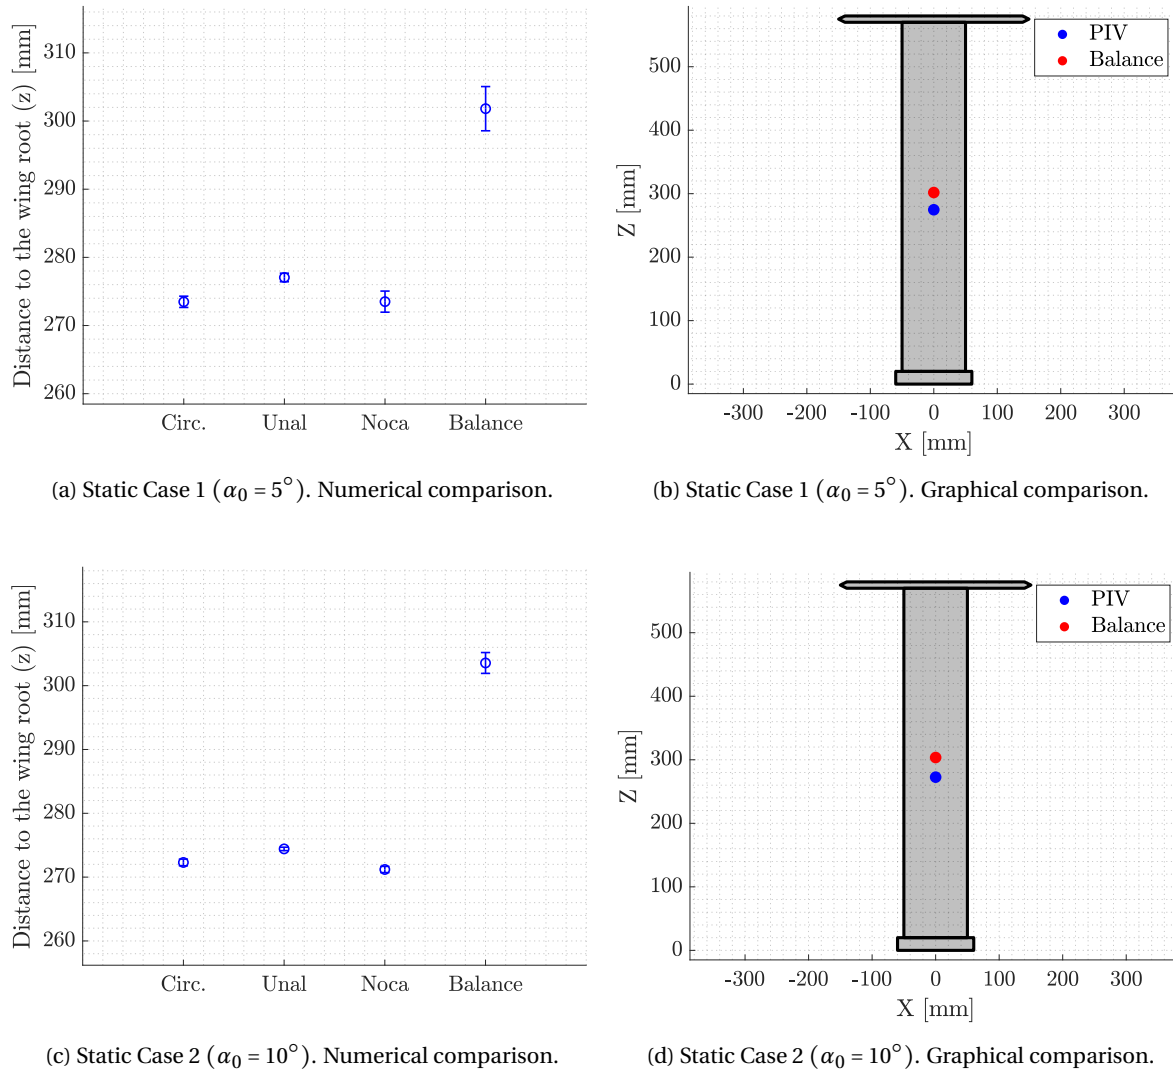 Distance to the wing root (z) [mm]
310
300
290
280
270
260
Circ. Unal Noca Balance
PIV
Balance
Z [mm]
500
400
300
200
100
0
-300 -200 -100 0 100 200 300
X [mm]
(a) Static Case 1 (α₀ = 5°). Numerical comparison.
(b) Static Case 1 (α₀ = 5°). Graphical comparison.
Distance to the wing root (z) [mm]
310
300
290
280
270
260
Circ. Unal Noca Balance
PIV
Balance
Z [mm]
500
400
300
200
100
0
-300 -200 -100 0 100 200 300
X [mm]
(c) Static Case 2 (α₀ = 10°). Numerical comparison.
(d) Static Case 2 (α₀ = 10°). Graphical comparison.